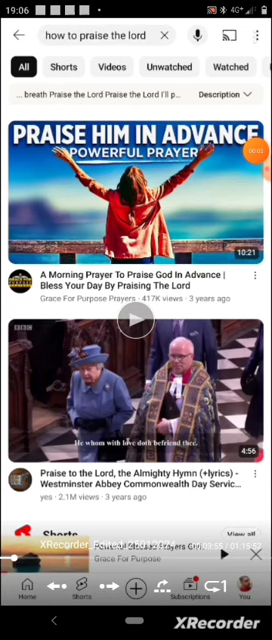 19:06
4G+
how to praise the lord
All
Shorts
Videos
Unwatched
Watched
... breath Praise the Lord Praise the Lord I'll p...
Description
PRAISE HIM IN ADVANCE
POWERFUL PRAYER
00:03
10:21
A Morning Prayer To Praise God In Advance |
Bless Your Day By Praising The Lord
Grace For Purpose Prayers · 417K views · 3 years ago
BBC
He whom with love doth befriend thee.
4:56
Praise to the Lord, the Almighty Hymn (+lyrics) -
Westminster Abbey Commonwealth Day Servic...
yes · 2.1M views · 3 years ago
Shorts
View all
Grace For Purpose
Home
Shorts
Subscriptions
You
XRecorder